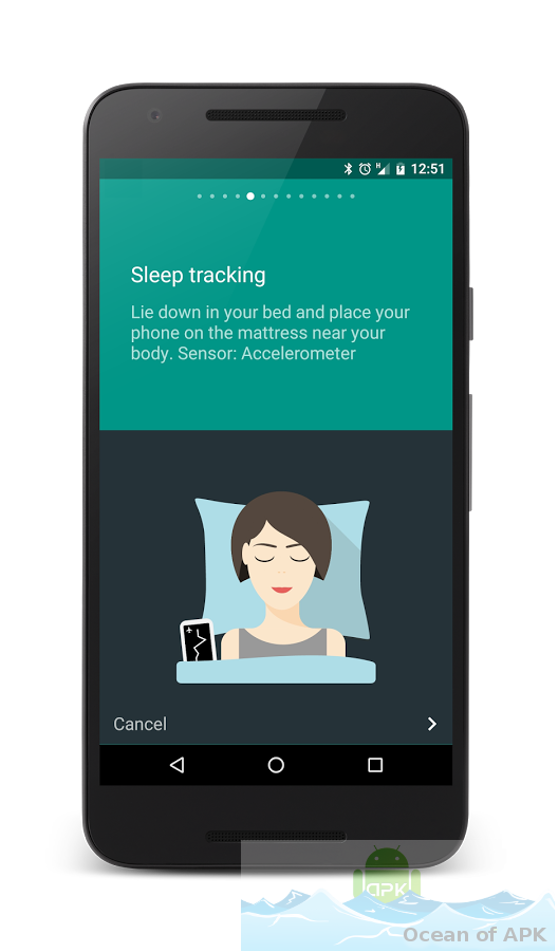 H
12:51
Sleep tracking
Lie down in your bed and place your
phone on the mattress near your
body. Sensor: Accelerometer
Cancel
APK
Ocean of APK